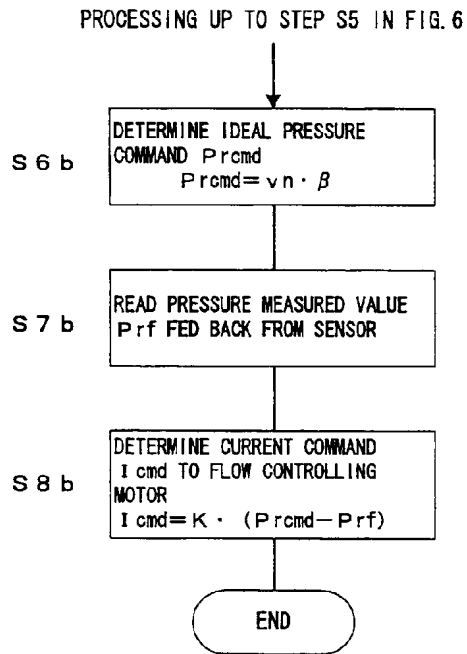 PROCESSING UP TO STEP S5 IN FIG. 6
S6b
DETERMINE IDEAL PRESSURE
COMMAND Prcmd
Prcmd=vn·β
S7b
READ PRESSURE MEASURED VALUE
Prf FED BACK FROM SENSOR
S8b
DETERMINE CURRENT COMMAND
Icmd TO FLOW CONTROLLING
MOTOR
Icmd=K·(Prcmd-Prf)
END